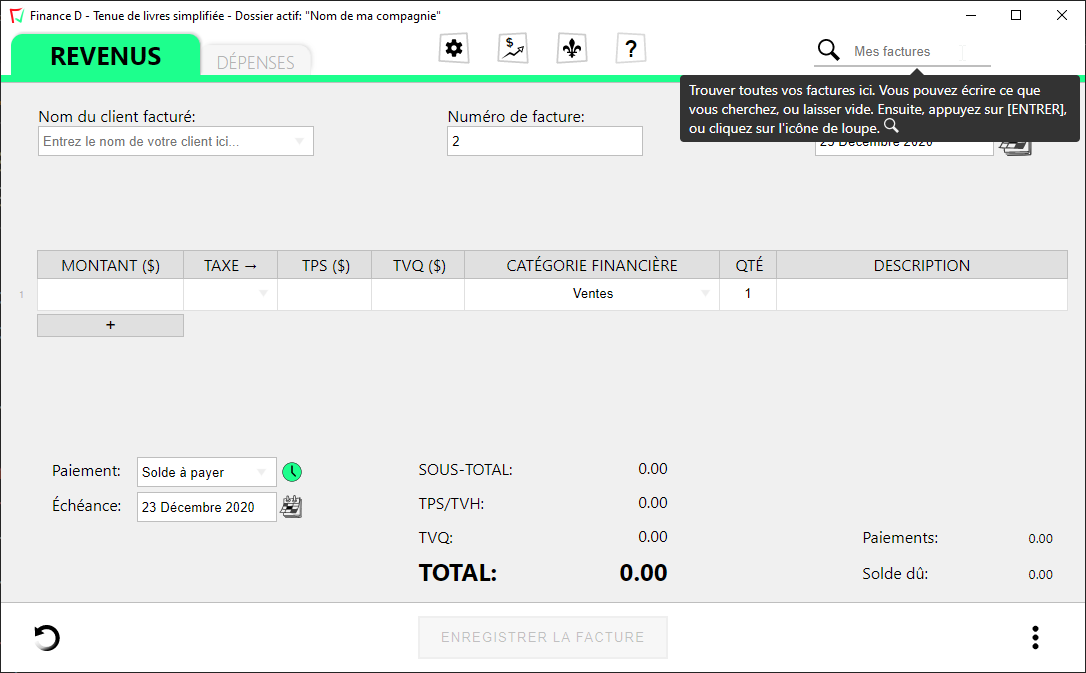 Finance D - Tenue de livres simplifiée - Dossier actif: "Nom de ma compagnie"
REVENUS
DÉPENSES
?
Mes factures
Trouver toutes vos factures ici. Vous pouvez écrire ce que
vous cherchez, ou laisser vide. Ensuite, appuyez sur [ENTRER],
ou cliquez sur l'icône de loupe.
Nom du client facturé:
Numéro de facture:
Entrez le nom de votre client ici...
2
23 Décembre 2020
MONTANT ($) TAXE → TPS ($) TVQ ($) CATÉGORIE FINANCIÈRE QTÉ DESCRIPTION
1 Ventes 1
+
Paiement: Solde à payer
Échéance: 23 Décembre 2020
SOUS-TOTAL: 0.00
TPS/TVH: 0.00
TVQ: 0.00
TOTAL: 0.00
Paiements: 0.00
Solde dû: 0.00
ENREGISTRER LA FACTURE